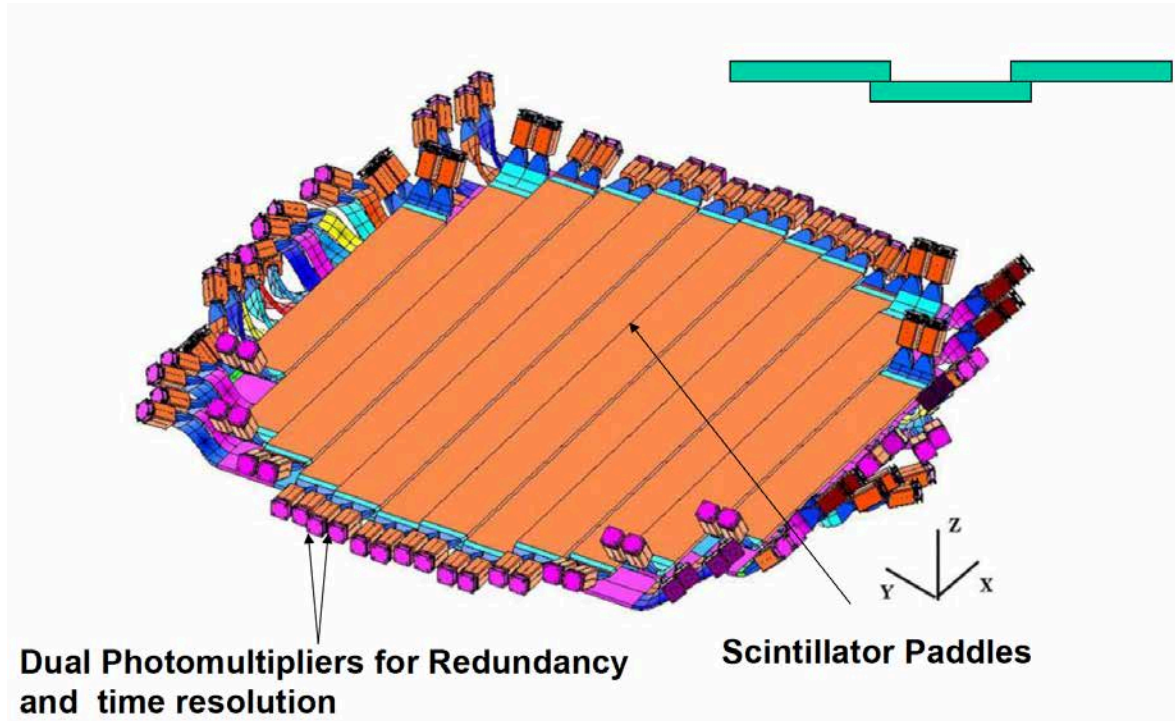 Z
Y
X
Scintillator Paddles
Dual Photomultipliers for Redundancy
and time resolution